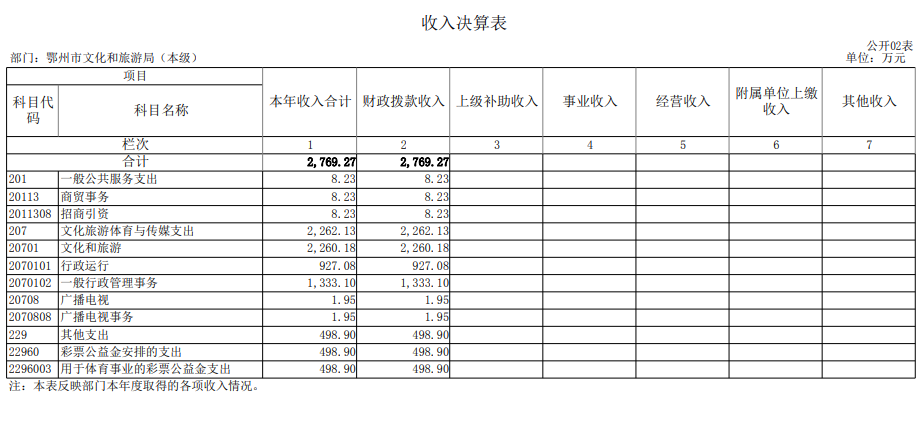 收入决算表
公开02表
部门：鄂州市文化和旅游局（本级） 单位：万元
项目 本年收入合计 财政拨款收入 上级补助收入 事业收入 经营收入 附属单位上缴收入 其他收入
科目代码 科目名称
栏次 1 2 3 4 5 6 7
合计 2,769.27 2,769.27
201 一般公共服务支出 8.23 8.23
20113 商贸事务 8.23 8.23
2011308 招商引资 8.23 8.23
207 文化旅游体育与传媒支出 2,262.13 2,262.13
20701 文化和旅游 2,260.18 2,260.18
2070101 行政运行 927.08 927.08
2070102 一般行政管理事务 1,333.10 1,333.10
20708 广播电视 1.95 1.95
2070808 广播电视事务 1.95 1.95
229 其他支出 498.90 498.90
22960 彩票公益金安排的支出 498.90 498.90
2296003 用于体育事业的彩票公益金支出 498.90 498.90
注：本表反映部门本年度取得的各项收入情况。